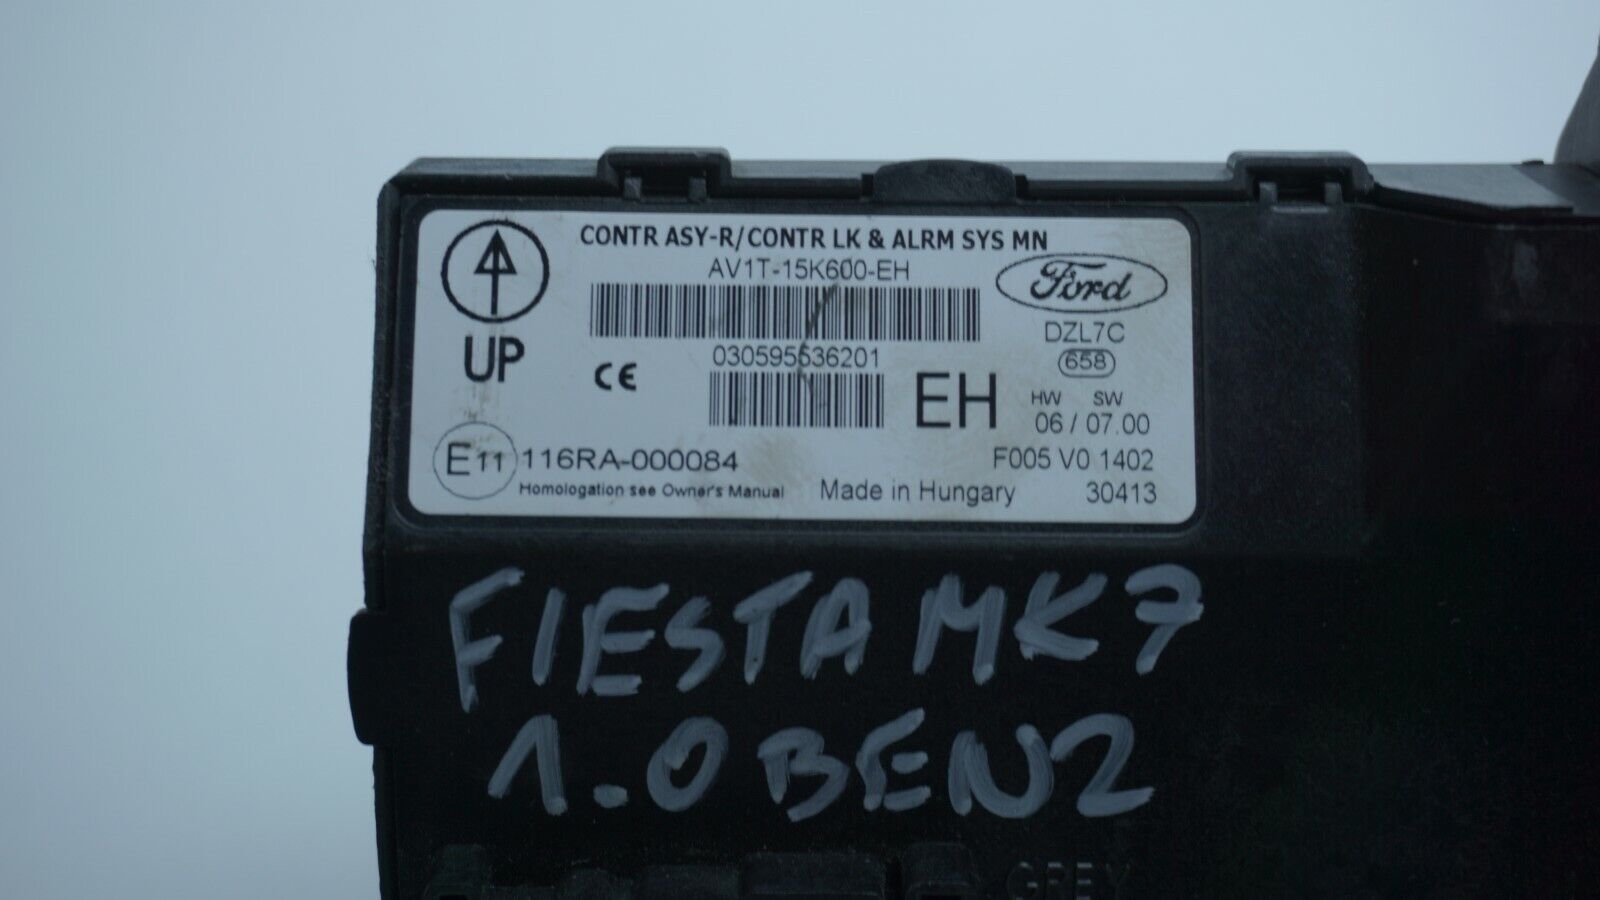 CONTR ASY-R/CONTR LK & ALRM SYS MN
AV1T-15K600-EH
Ford
UP
DZL7C
030595536201
658
CE
EH
HW SW
06 / 07.00
E11 116RA-000084
F005 V0 1402
Homologation see Owner's Manual
Made in Hungary
30413
FIESTA MK7
1.0 BENZ
GREY